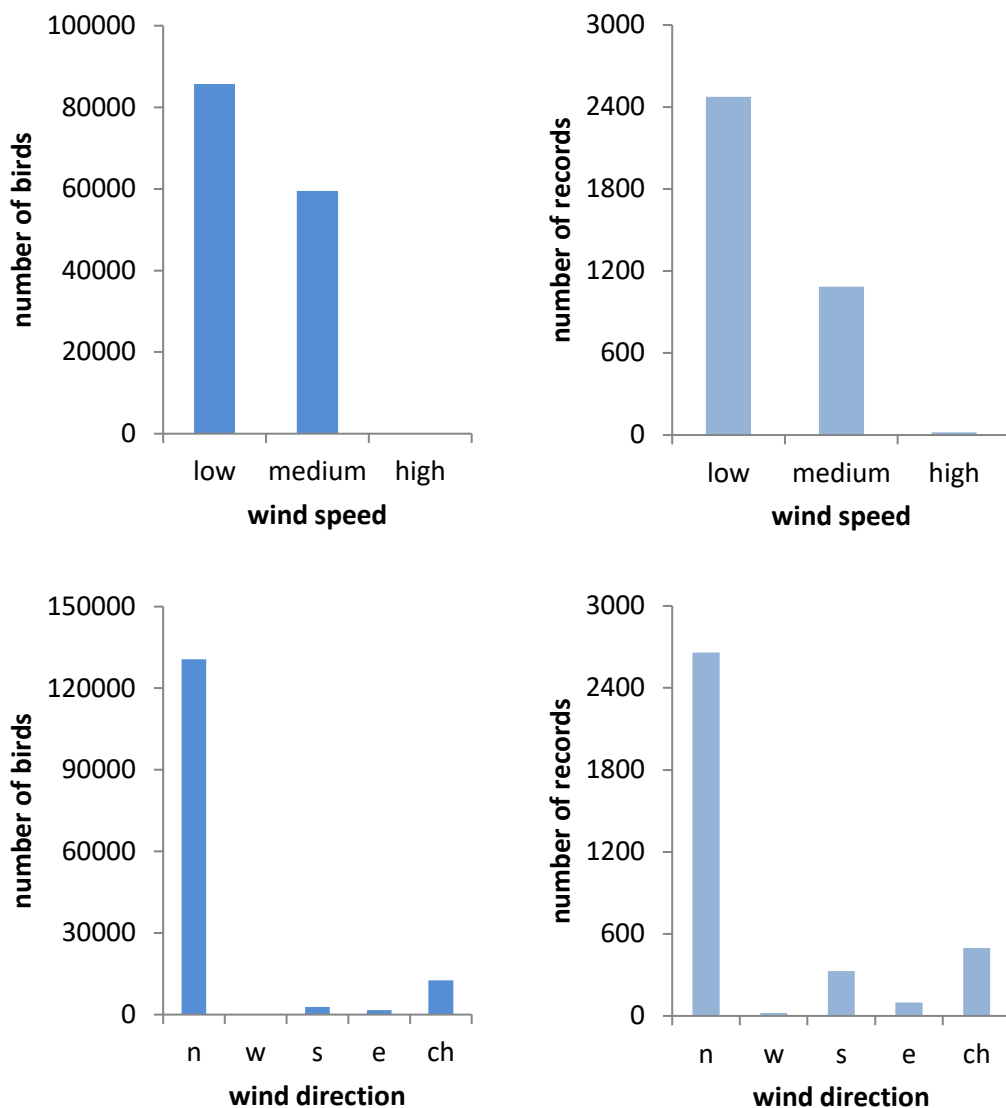 number of birds
100000
80000
60000
40000
20000
0
low medium high
wind speed
number of records
3000
2400
1800
1200
600
0
low medium high
wind speed
number of birds
150000
120000
90000
60000
30000
0
n w s e ch
wind direction
number of records
3000
2400
1800
1200
600
0
n w s e ch
wind direction